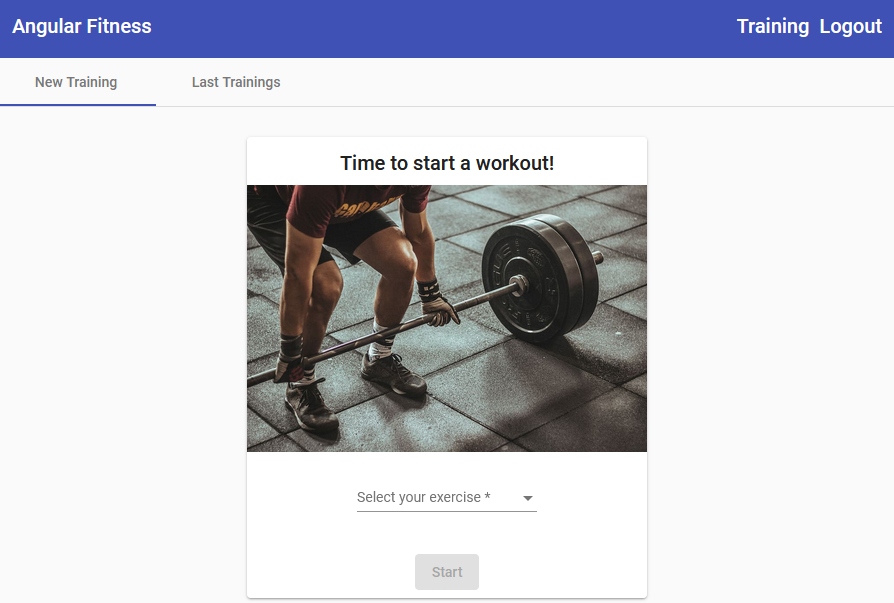 Angular Fitness
Training Logout
New Training
Last Trainings
Time to start a workout!
Select your exercise *
Start